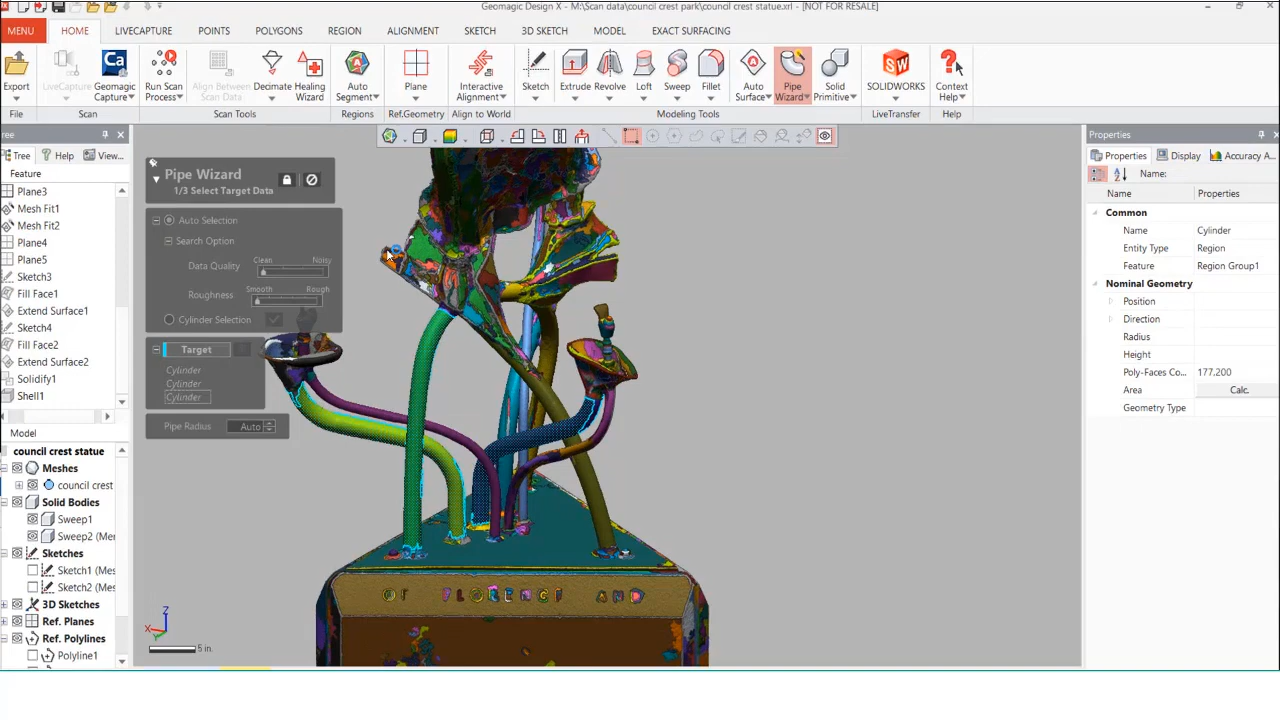 Geomagic Design X - M:\Scan data\council crest park\council crest statue.xrl - [NOT FOR RESALE]
MENU HOME LIVECAPTURE POINTS POLYGONS REGION ALIGNMENT SKETCH 3D SKETCH MODEL EXACT SURFACING
Export LiveCapture Geomagic Capture Run Scan Process Align Between Scan Data Decimate Healing Wizard Auto Segment Plane Interactive Alignment Sketch Extrude Revolve Loft Sweep Fillet Auto Surface Pipe Wizard Solid Primitive SOLIDWORKS Context Help
File Scan Scan Tools Regions Ref.Geometry Align to World Modeling Tools LiveTransfer Help
ree
Tree Help View...
Feature
Plane3
Mesh Fit1
Mesh Fit2
Plane4
Plane5
Sketch3
Fill Face1
Extend Surface1
Sketch4
Fill Face2
Extend Surface2
Solidify1
Shell1
Model
council crest statue
Meshes
council crest
Solid Bodies
Sweep1
Sweep2 (Mer
Sketches
Sketch1 (Mes
Sketch2 (Mes
3D Sketches
Ref. Planes
Ref. Polylines
Polyline1
Pipe Wizard
1/3 Select Target Data
Auto Selection
Search Option
Clean Noisy
Data Quality
Smooth Rough
Roughness
Cylinder Selection
Target
Cylinder
Cylinder
Cylinder
Pipe Radius Auto
OF FLORENCE AND
Z
X
Y
5 in.
Properties
Properties Display Accuracy A...
Name:
Name Properties
Common
Name Cylinder
Entity Type Region
Feature Region Group1
Nominal Geometry
Position
Direction
Radius
Height
Poly-Faces Co... 177,200
Area Calc.
Geometry Type